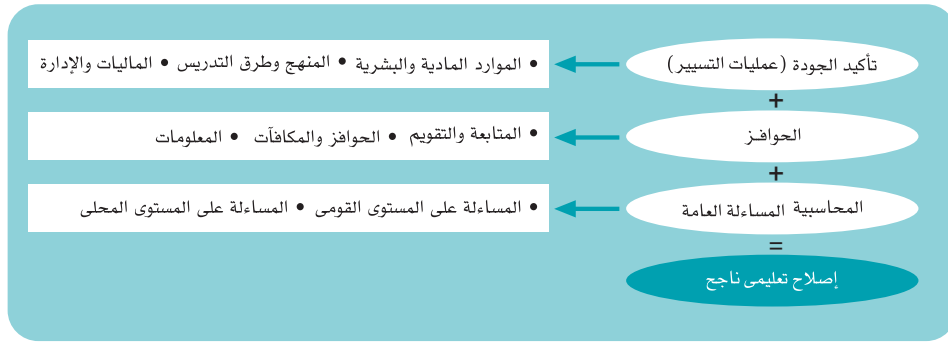 تأكيد الجودة (عمليات التسيير)
• الموارد المادية والبشرية • المنهج وطرق التدريس • الماليات والإدارة
+
الحوافـز
• المتابعة والتقويم • الحوافز والمكافآت • المعلومات
+
المحاسبية المساءلة العامة
• المساءلة على المستوى القومى • المساءلة على المستوى المحلى
=
إصلاح تعليمى ناجح